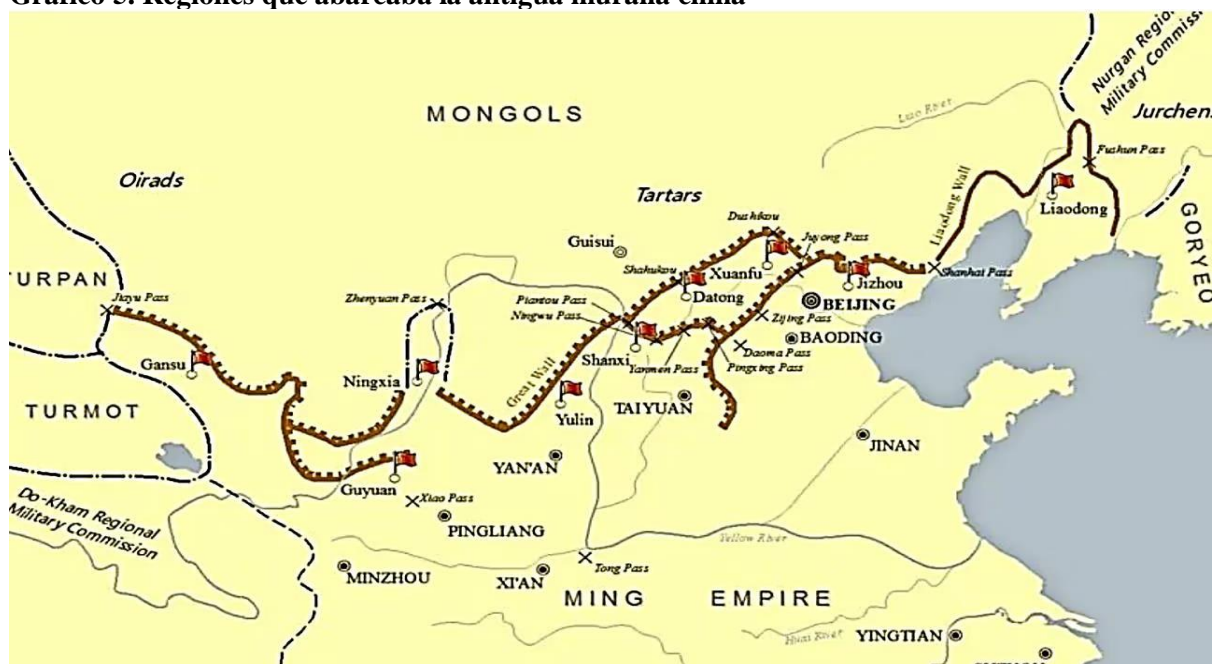 Gráfico 5. Regiones que abarcaba la antigua muralla china
Nurgan Regional
Military Commission
MONGOLS
Liao River
Jurchens
Fushun Pass
Oirads
Tartars
Liaodong Wall
Liaodong
GORYEO
Dushikou
Guisui
Juyong Pass
Shahukou
Xuanfu
Jizhou
Shanhai Pass
TURPAN
Jiayu Pass
Zhenyuan Pass
Piantou Pass
Datong
BEIJING
Ningwu Pass
Zijing Pass
Gansu
Shanxi
BAODING
Yanmen Pass
Daoma Pass
Pingxing Pass
Ningxia
Great Wall
Yulin
TAIYUAN
TURMOT
JINAN
YAN'AN
Guyuan
Xiao Pass
Do-Kham Regional
Military Commission
PINGLIANG
Yellow River
MINZHOU
XI'AN
Tong Pass
MING EMPIRE
Huai River
YINGTIAN